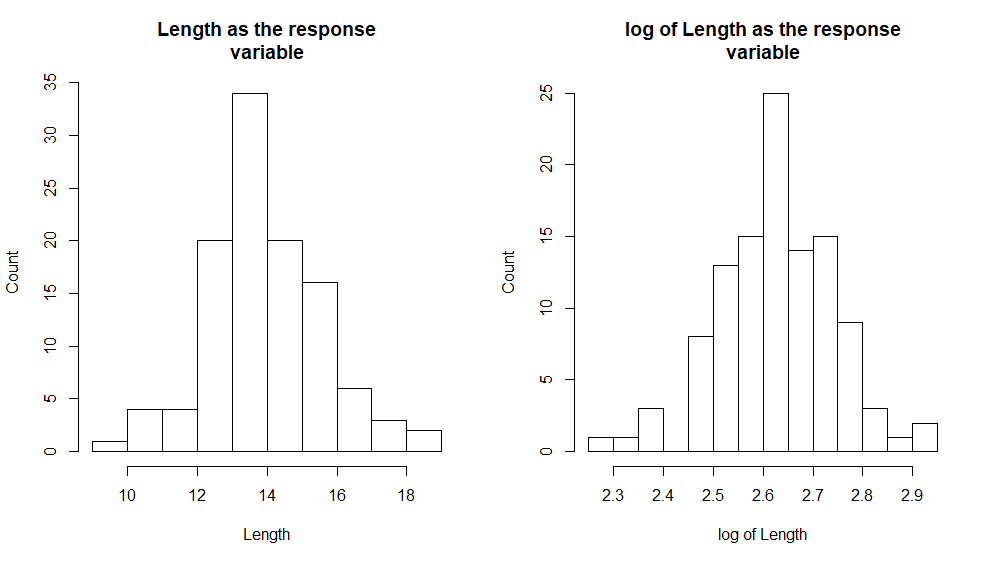 Length as the response
variable
35
30
25
20
15
10
5
0
Count
10 12 14 16 18
Length
log of Length as the response
variable
25
20
15
10
5
0
Count
2.3 2.4 2.5 2.6 2.7 2.8 2.9
log of Length